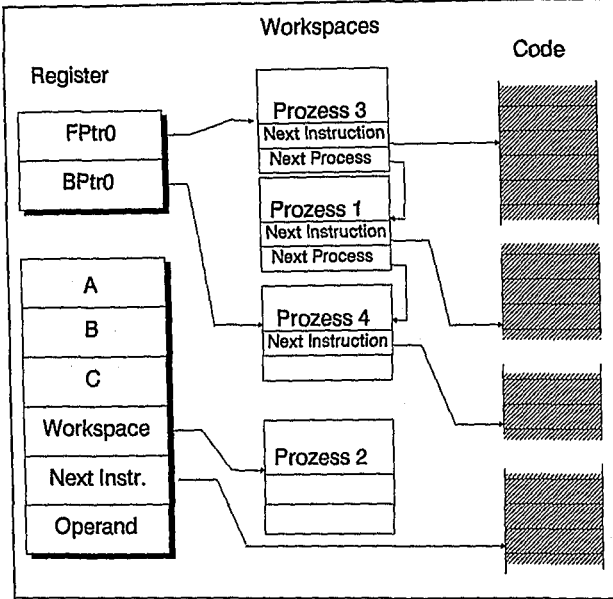 Workspaces
Code
Register
FPtr0
BPtr0
Prozess 3
Next Instruction
Next Process
Prozess 1
Next Instruction
Next Process
Prozess 4
Next Instruction
A
B
C
Workspace
Next Instr.
Operand
Prozess 2